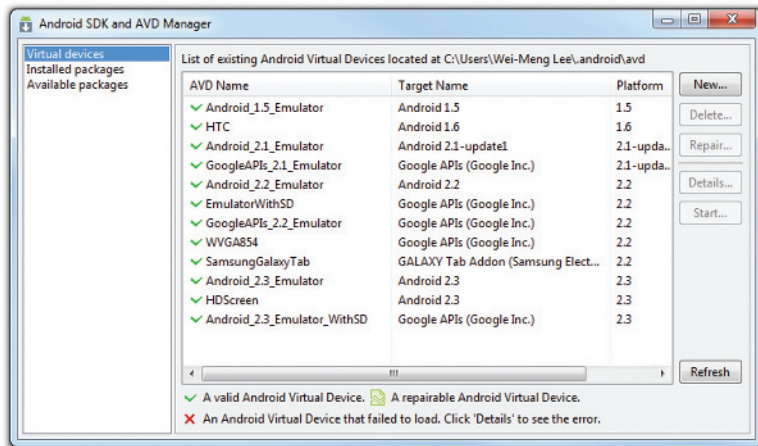 Android SDK and AVD Manager
Virtual devices
Installed packages
Available packages
List of existing Android Virtual Devices located at C:\Users\Wei-Meng Lee\.android\avd
AVD Name Target Name Platform
Android_1.5_Emulator Android 1.5 1.5
HTC Android 1.6 1.6
Android_2.1_Emulator Android 2.1-update1 2.1-upda...
GoogleAPIs_2.1_Emulator Google APIs (Google Inc.) 2.1-upda...
Android_2.2_Emulator Android 2.2 2.2
EmulatorWithSD Google APIs (Google Inc.) 2.2
GoogleAPIs_2.2_Emulator Google APIs (Google Inc.) 2.2
WVGA854 Google APIs (Google Inc.) 2.2
SamsungGalaxyTab GALAXY Tab Addon (Samsung Elect... 2.2
Android_2.3_Emulator Android 2.3 2.3
HDScreen Android 2.3 2.3
Android_2.3_Emulator_WithSD Google APIs (Google Inc.) 2.3
New...
Delete...
Repair...
Details...
Start...
Refresh
A valid Android Virtual Device. A repairable Android Virtual Device.
An Android Virtual Device that failed to load. Click 'Details' to see the error.